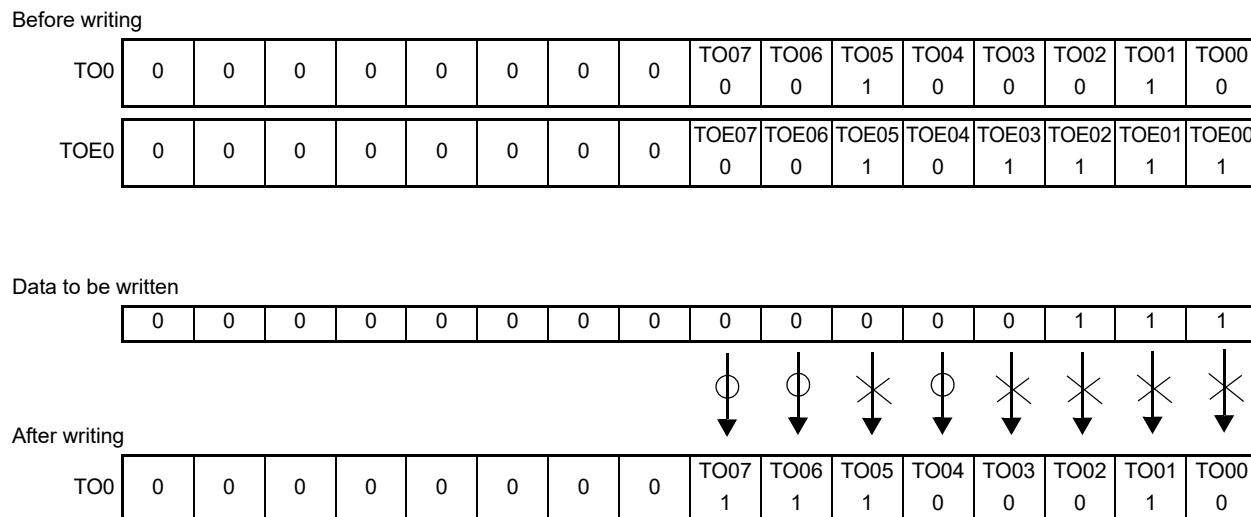 Before writing
TO0 0 0 0 0 0 0 0 0 TO07 TO06 TO05 TO04 TO03 TO02 TO01 TO00
0 0 1 0 0 0 1 0
TOE0 0 0 0 0 0 0 0 0 TOE07 TOE06 TOE05 TOE04 TOE03 TOE02 TOE01 TOE00
0 0 1 0 1 1 1 1
Data to be written
0 0 0 0 0 0 0 0 0 0 0 0 0 1 1 1
After writing
TO0 0 0 0 0 0 0 0 0 TO07 TO06 TO05 TO04 TO03 TO02 TO01 TO00
1 1 1 0 0 0 1 0